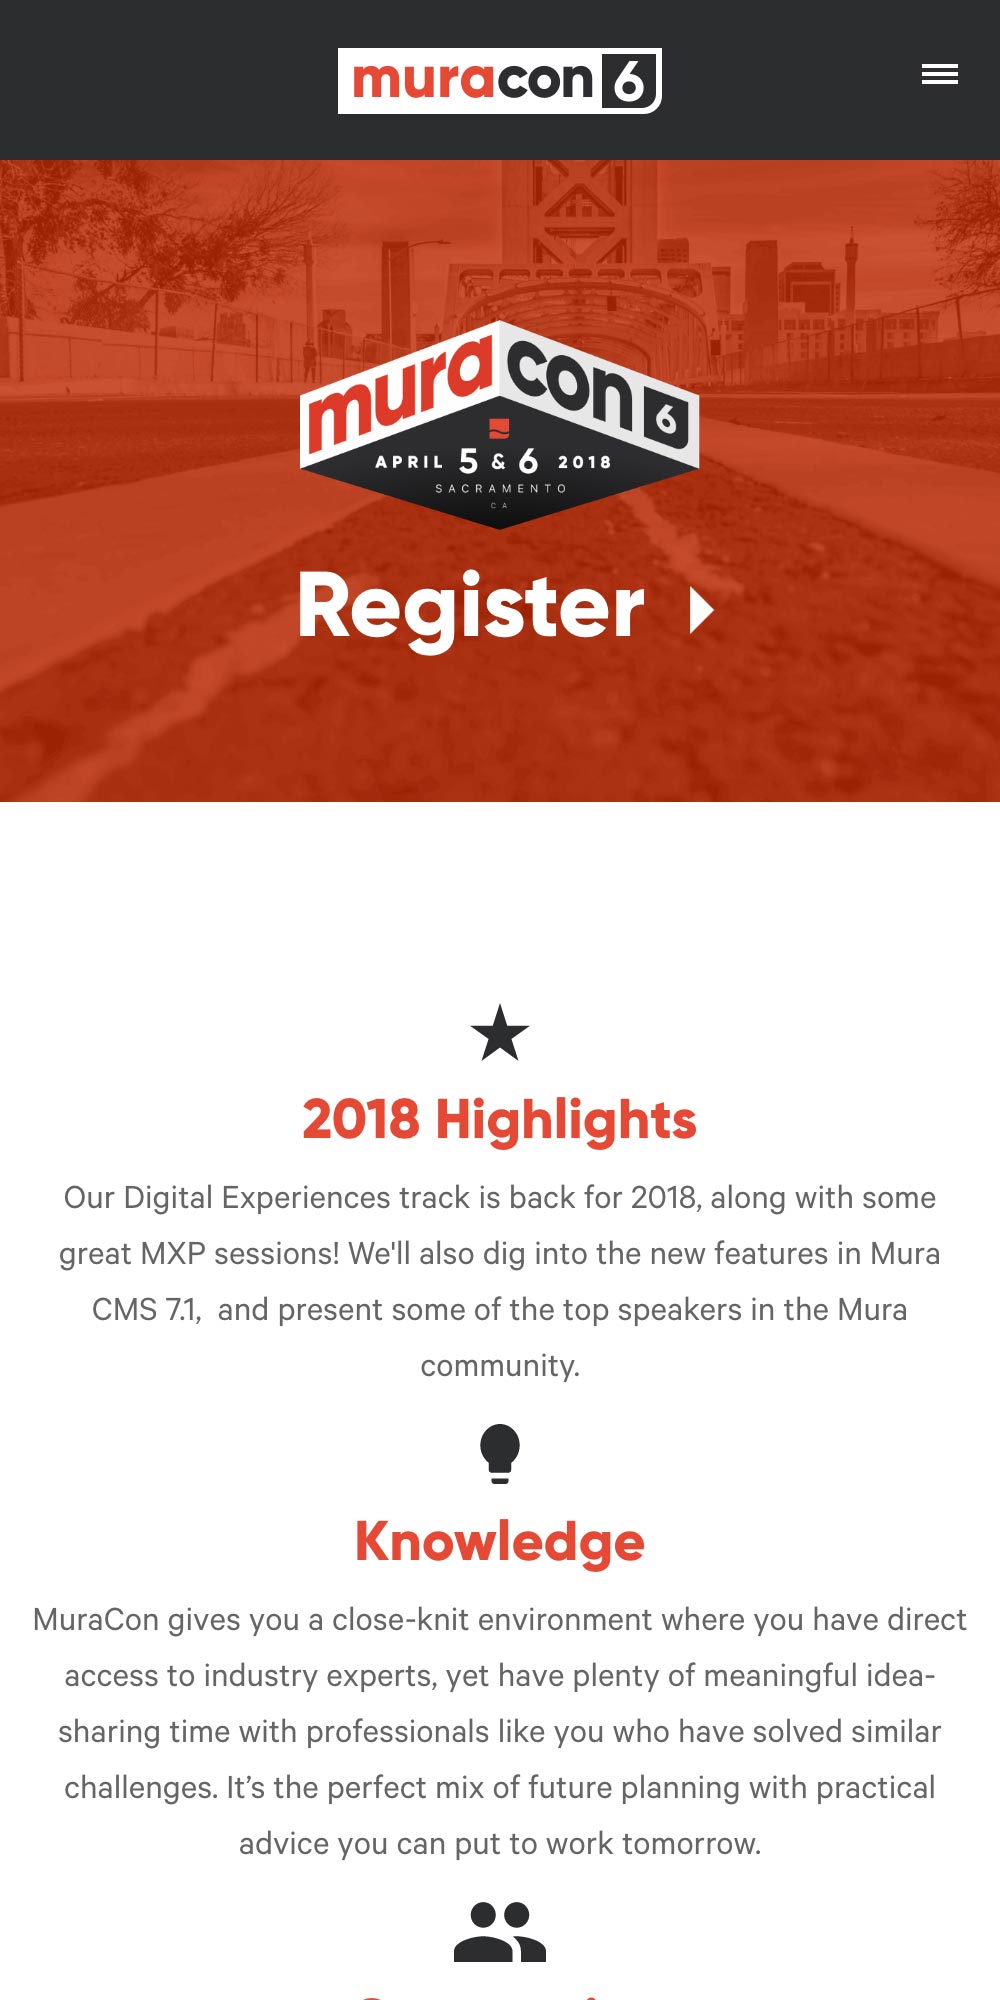 muracon 6
mura con 6
APRIL 5 & 6 2018
SACRAMENTO
CA
Register
2018 Highlights
Our Digital Experiences track is back for 2018, along with some
great MXP sessions! We'll also dig into the new features in Mura
CMS 7.1,  and present some of the top speakers in the Mura
community.
Knowledge
MuraCon gives you a close-knit environment where you have direct
access to industry experts, yet have plenty of meaningful idea-
sharing time with professionals like you who have solved similar
challenges. It’s the perfect mix of future planning with practical
advice you can put to work tomorrow.